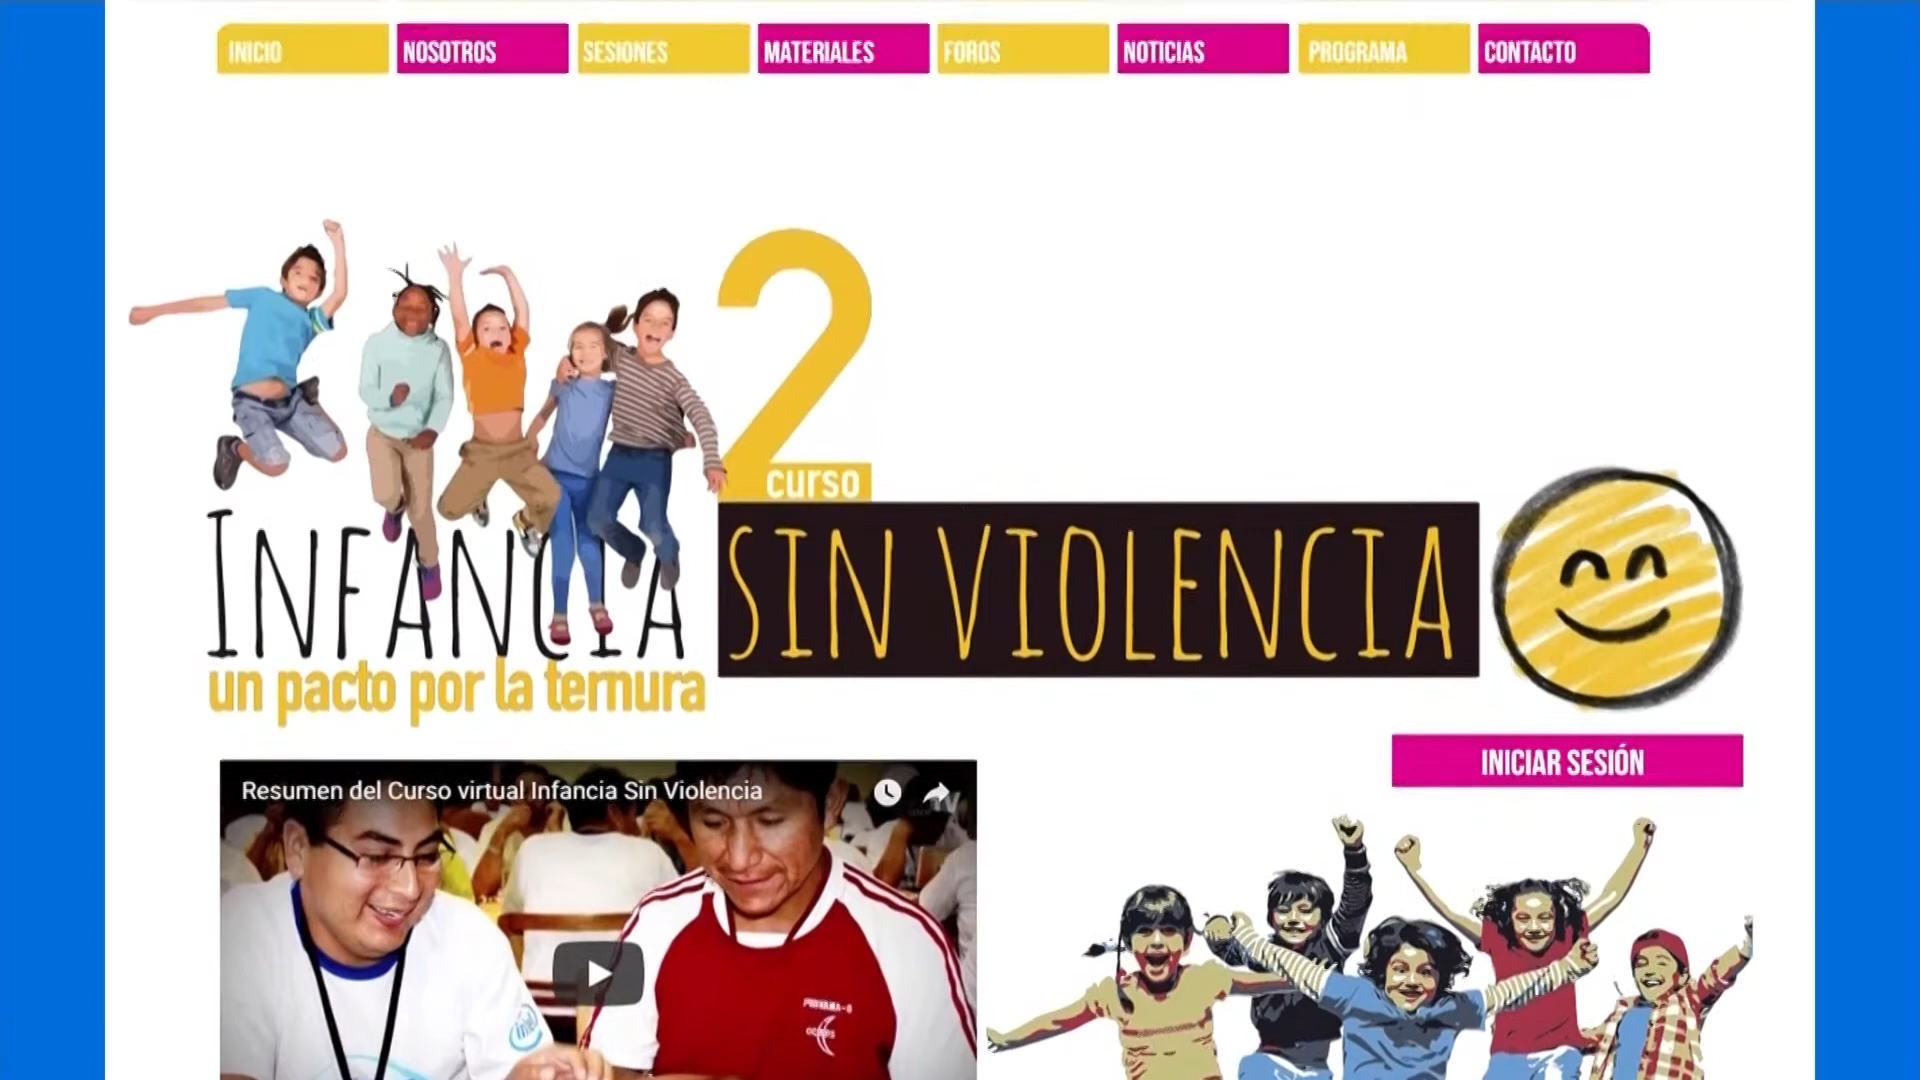 INICIO
NOSOTROS
SESIONES
MATERIALES
FOROS
NOTICIAS
PROGRAMA
CONTACTO
2
curso
INFANCIA SIN VIOLENCIA
un pacto por la ternura
INICIAR SESIÓN
Resumen del Curso virtual Infancia Sin Violencia
intel